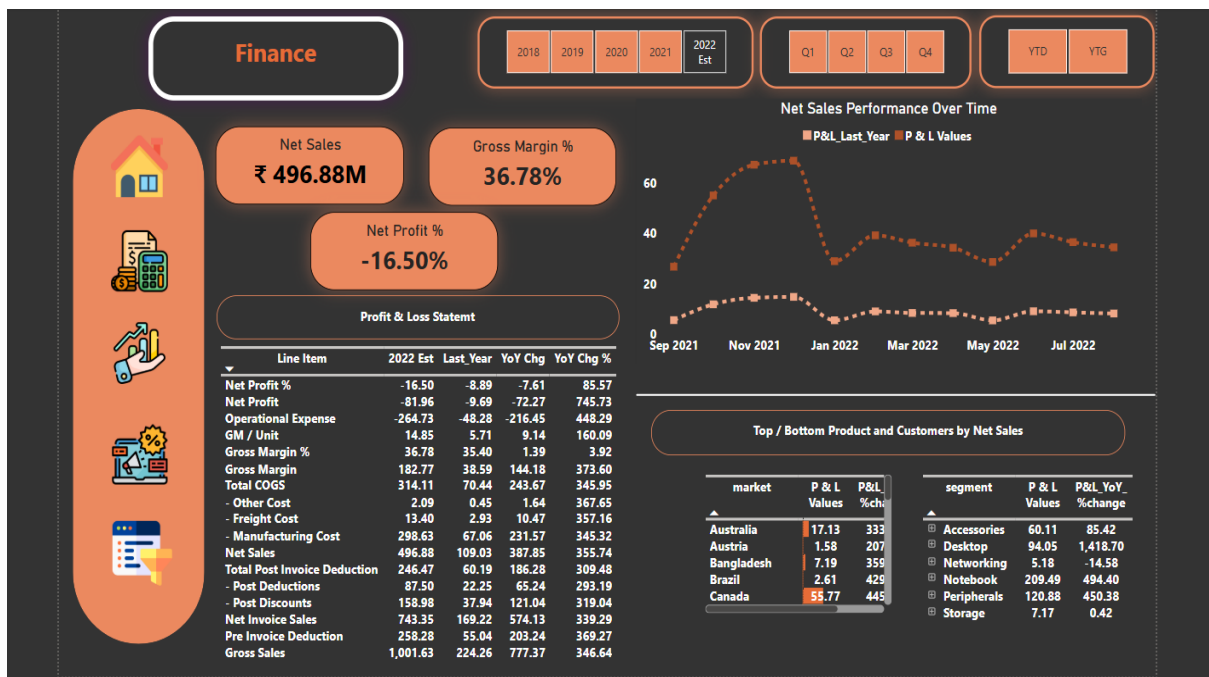 Finance
2018 2019 2020 2021 2022 Est
Q1 Q2 Q3 Q4
YTD YTG
Net Sales
₹ 496.88M
Gross Margin %
36.78%
Net Profit %
-16.50%
Net Sales Performance Over Time
P&L_Last_Year P & L Values
60
40
20
0
Sep 2021 Nov 2021 Jan 2022 Mar 2022 May 2022 Jul 2022
Profit & Loss Statemt
Line Item 2022 Est Last_Year YoY Chg YoY Chg %
Net Profit % -16.50 -8.89 -7.61 85.57
Net Profit -81.96 -9.69 -72.27 745.73
Operational Expense -264.73 -48.28 -216.45 448.29
GM / Unit 14.85 5.71 9.14 160.09
Gross Margin % 36.78 35.40 1.39 3.92
Gross Margin 182.77 38.59 144.18 373.60
Total COGS 314.11 70.44 243.67 345.95
- Other Cost 2.09 0.45 1.64 367.65
- Freight Cost 13.40 2.93 10.47 357.16
- Manufacturing Cost 298.63 67.06 231.57 345.32
Net Sales 496.88 109.03 387.85 355.74
Total Post Invoice Deduction 246.47 60.19 186.28 309.48
- Post Deductions 87.50 22.25 65.24 293.19
- Post Discounts 158.98 37.94 121.04 319.04
Net Invoice Sales 743.35 169.22 574.13 339.29
Pre Invoice Deduction 258.28 55.04 203.24 369.27
Gross Sales 1,001.63 224.26 777.37 346.64
Top / Bottom Product and Customers by Net Sales
market P & L Values P&L_ %cha
Australia 17.13 333
Austria 1.58 207
Bangladesh 7.19 359
Brazil 2.61 429
Canada 55.77 445
segment P & L Values P&L_YoY_ %change
Accessories 60.11 85.42
Desktop 94.05 1,418.70
Networking 5.18 -14.58
Notebook 209.49 494.40
Peripherals 120.88 450.38
Storage 7.17 0.42